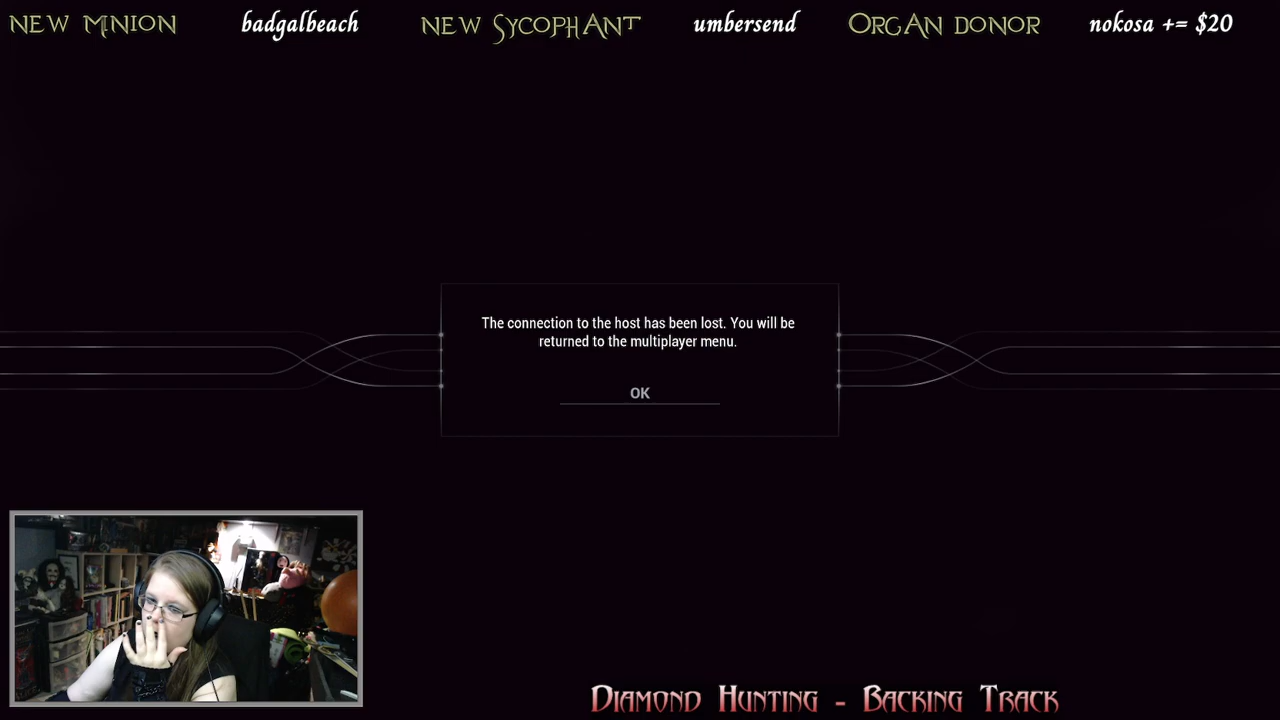 NEW MINION badgalbeach NEW SYCOPHANT umbersend ORGAN DONOR nokosa += $20
The connection to the host has been lost. You will be
returned to the multiplayer menu.
OK
DIAMOND HUNTING - BACKING TRACK